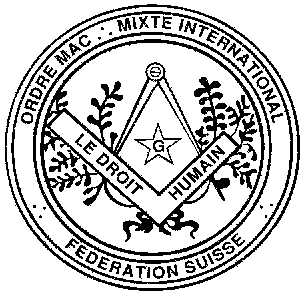 ORDRE MAC ∴ MIXTE INTERNATIONAL
G
LE DROIT
HUMAIN
∴ FEDERATION SUISSE ∴